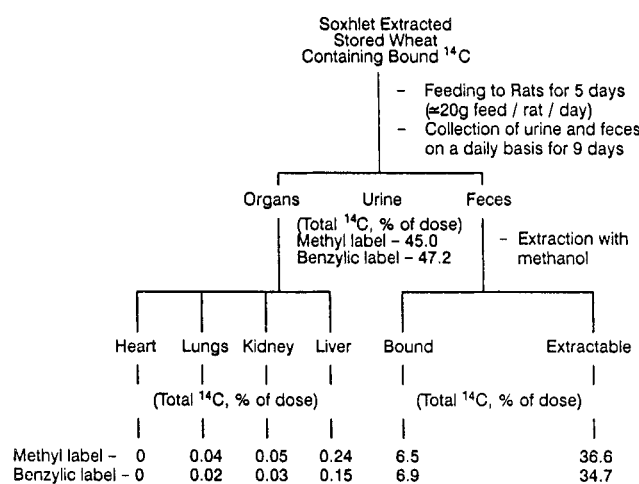 Soxhlet Extracted
Stored Wheat
Containing Bound ¹⁴C
– Feeding to Rats for 5 days
(≃20g feed / rat / day)
– Collection of urine and feces
on a daily basis for 9 days
Organs Urine Feces
(Total ¹⁴C, % of dose)
Methyl label – 45.0
Benzylic label – 47.2
– Extraction with
methanol
Heart Lungs Kidney Liver Bound Extractable
(Total ¹⁴C, % of dose) (Total ¹⁴C, % of dose)
Methyl label – 0 0.04 0.05 0.24 6.5 36.6
Benzylic label – 0 0.02 0.03 0.15 6.9 34.7